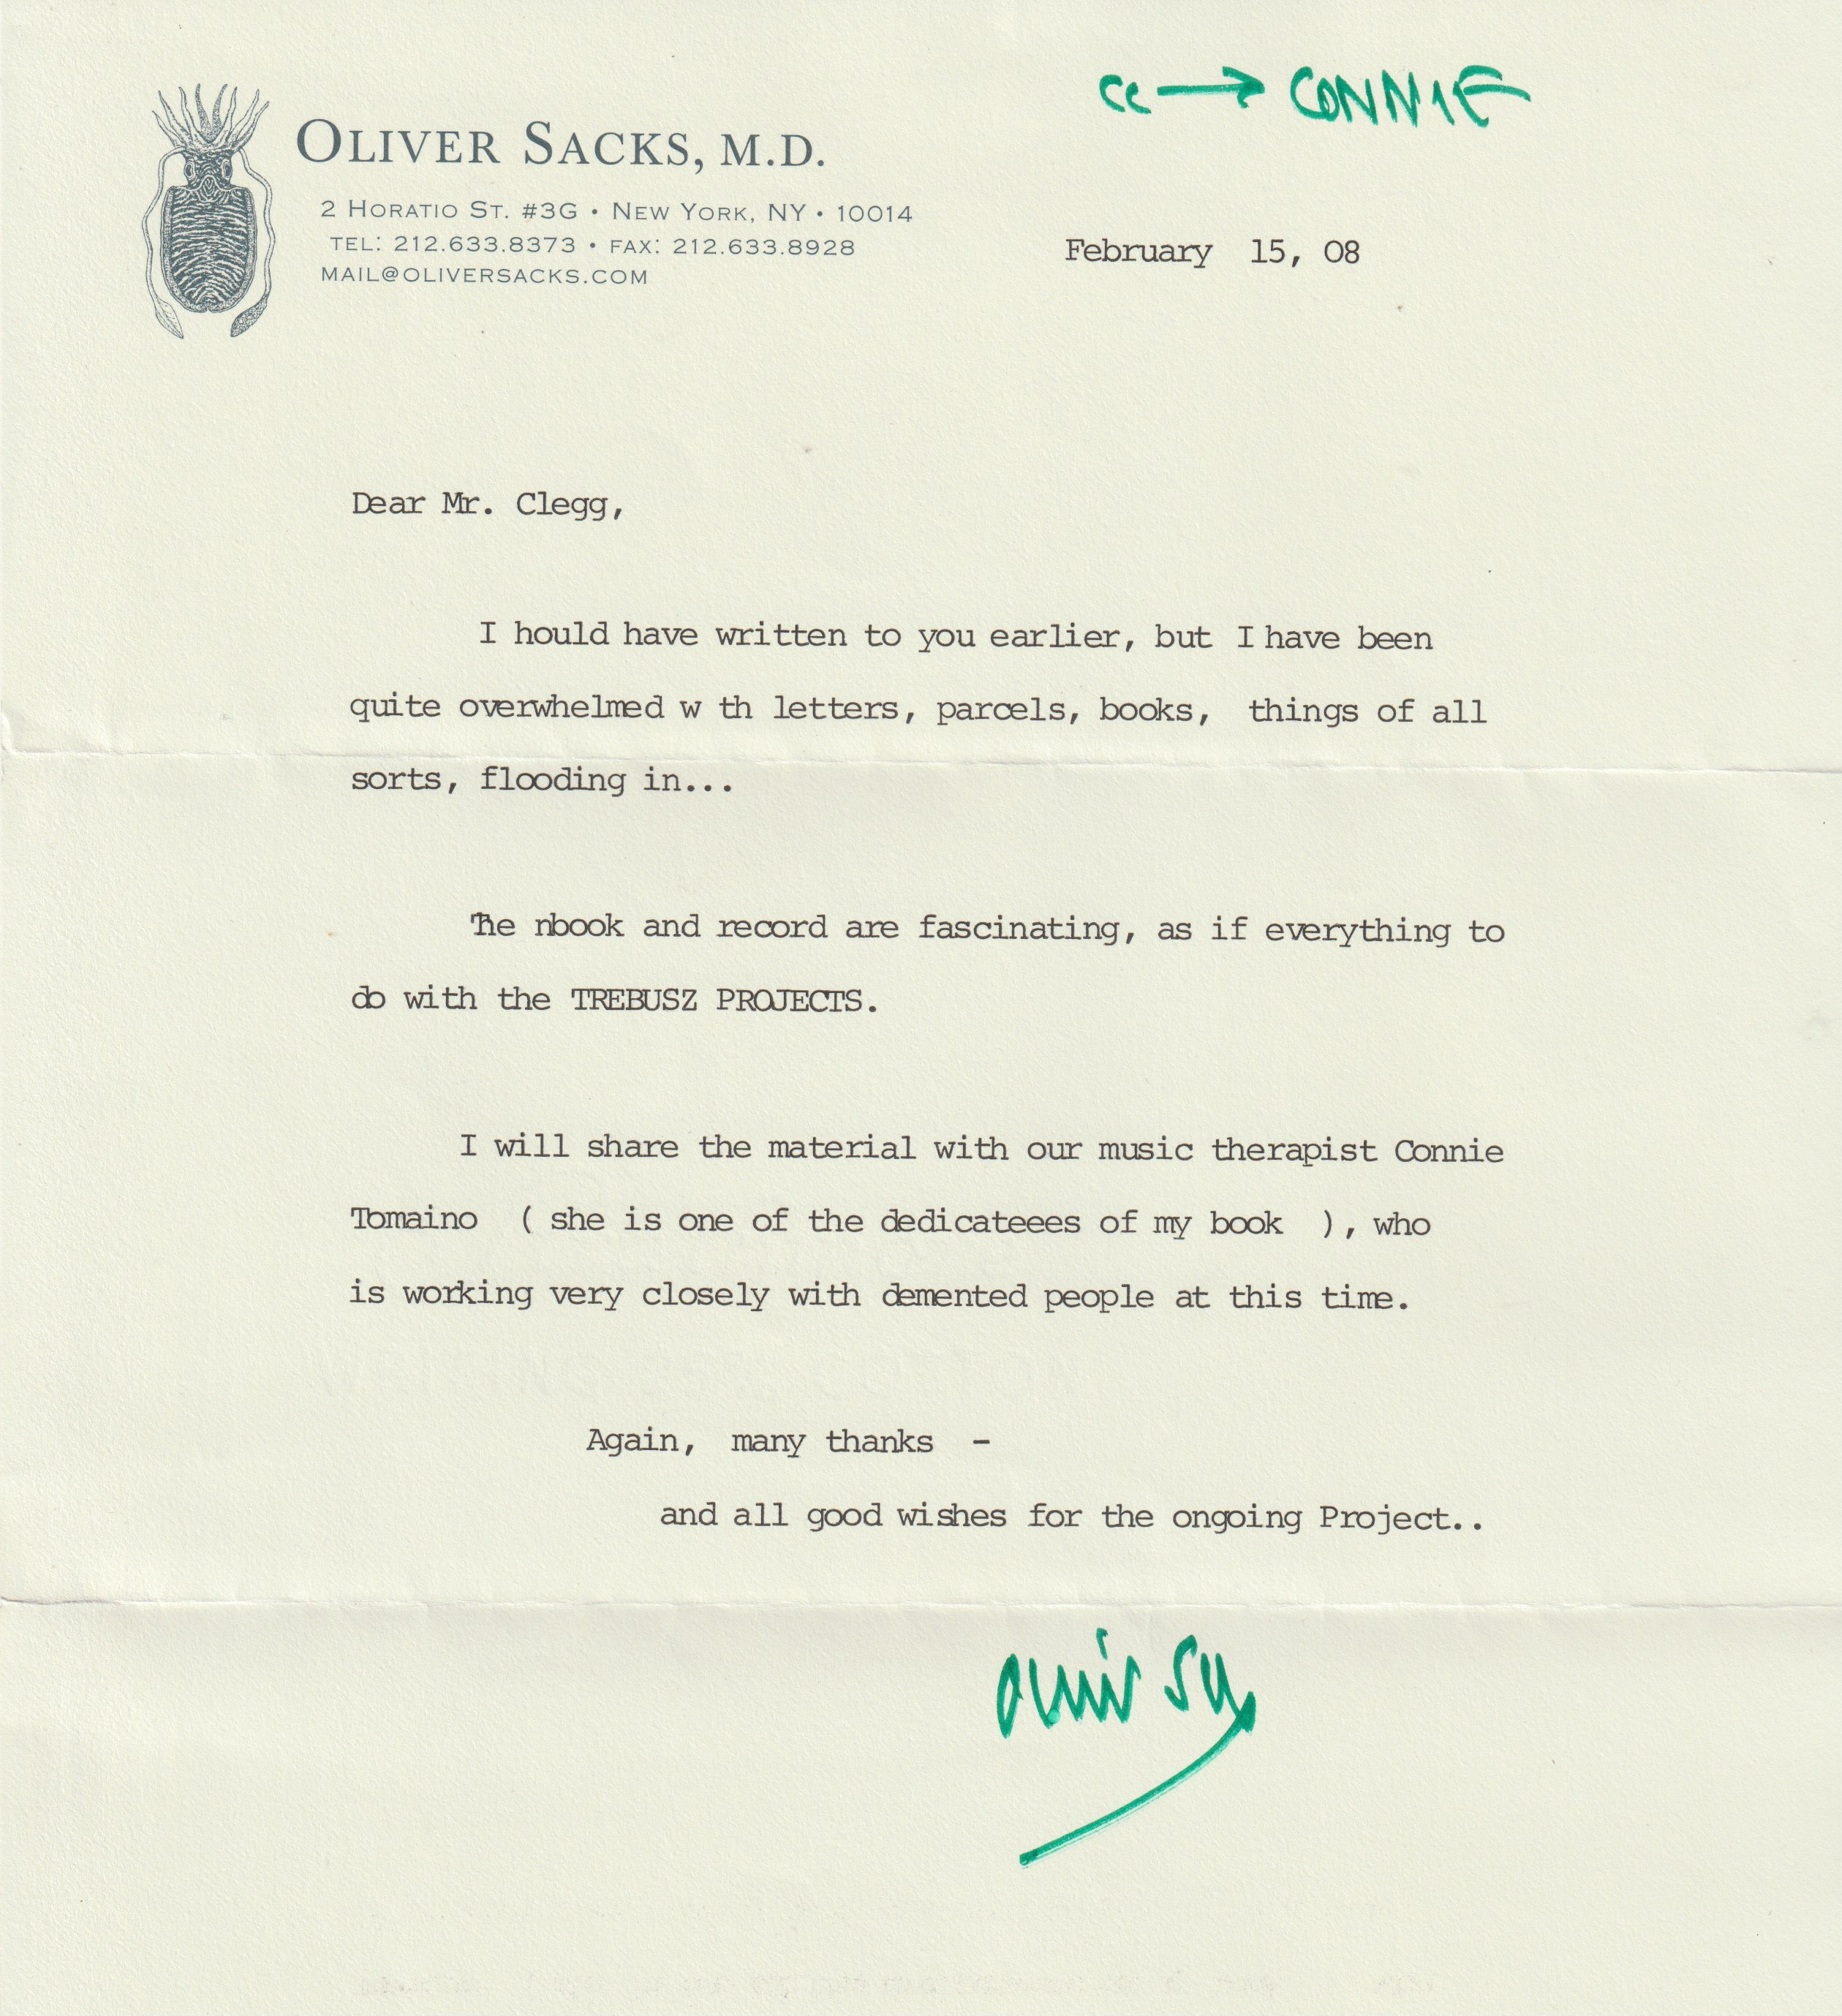 cc → CONNIE
OLIVER SACKS, M.D.
2 HORATIO ST. #3G • NEW YORK, NY • 10014
TEL: 212.633.8373 • FAX: 212.633.8928
MAIL@OLIVERSACKS.COM
February 15, 08
Dear Mr. Clegg,
I hould have written to you earlier, but I have been
quite overwhelmed w th letters, parcels, books, things of all
sorts, flooding in...
The nbook and record are fascinating, as if everything to
do with the TREBUSZ PROJECTS.
I will share the material with our music therapist Connie
Tomaino ( she is one of the dedicateees of my book ), who
is working very closely with demented people at this time.
Again, many thanks -
and all good wishes for the ongoing Project..